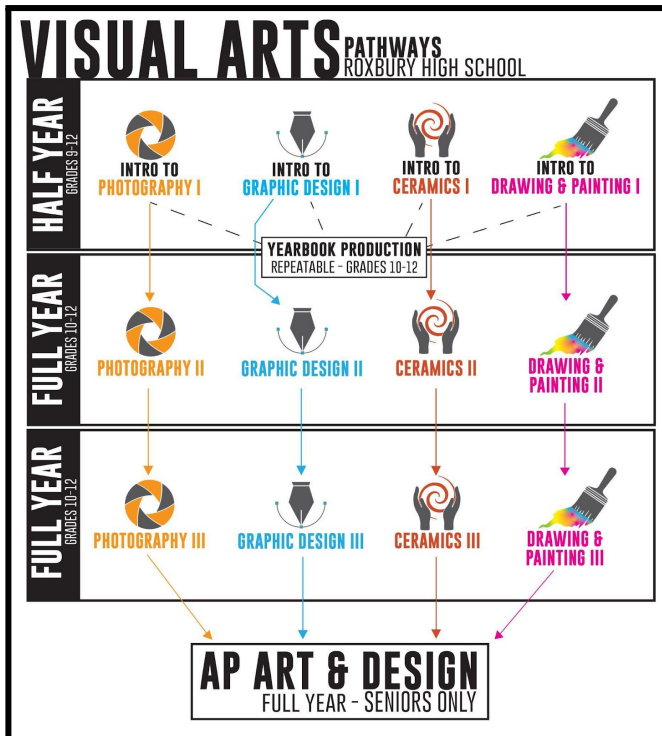 VISUAL ARTS PATHWAYS
ROXBURY HIGH SCHOOL
HALF YEAR
GRADES 9-12
INTRO TO
PHOTOGRAPHY I
INTRO TO
GRAPHIC DESIGN I
INTRO TO
CERAMICS I
INTRO TO
DRAWING & PAINTING I
YEARBOOK PRODUCTION
REPEATABLE - GRADES 10-12
FULL YEAR
GRADES 10-12
PHOTOGRAPHY II
GRAPHIC DESIGN II
CERAMICS II
DRAWING &
PAINTING II
FULL YEAR
GRADES 10-12
PHOTOGRAPHY III
GRAPHIC DESIGN III
CERAMICS III
DRAWING &
PAINTING III
AP ART & DESIGN
FULL YEAR - SENIORS ONLY